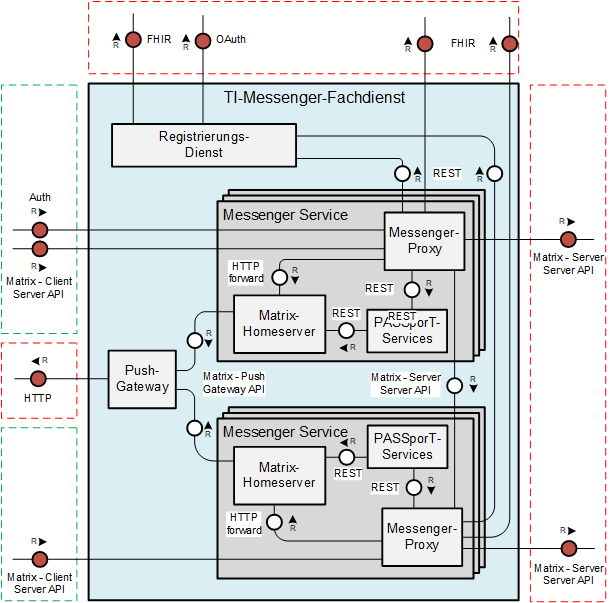 FHIR
OAuth
FHIR
R
R
R
R
TI-Messenger-Fachdienst
Registrierungs-
Dienst
R
REST
R
Auth
R
R
Matrix - Client
Server API
Messenger Service
Messenger-
Proxy
R
Matrix - Server
Server API
HTTP
forward
R
REST
R
Matrix-
Homeserver
REST
R
REST
PASSporT-
Services
R
HTTP
Push-
Gateway
R
Matrix - Push
Gateway API
R
Matrix - Server
Server API
R
Messenger Service
Matrix-
Homeserver
R
REST
PASSporT-
Services
REST
R
HTTP
forward
R
Messenger-
Proxy
R
Matrix - Client
Server API
R
Matrix - Server
Server API